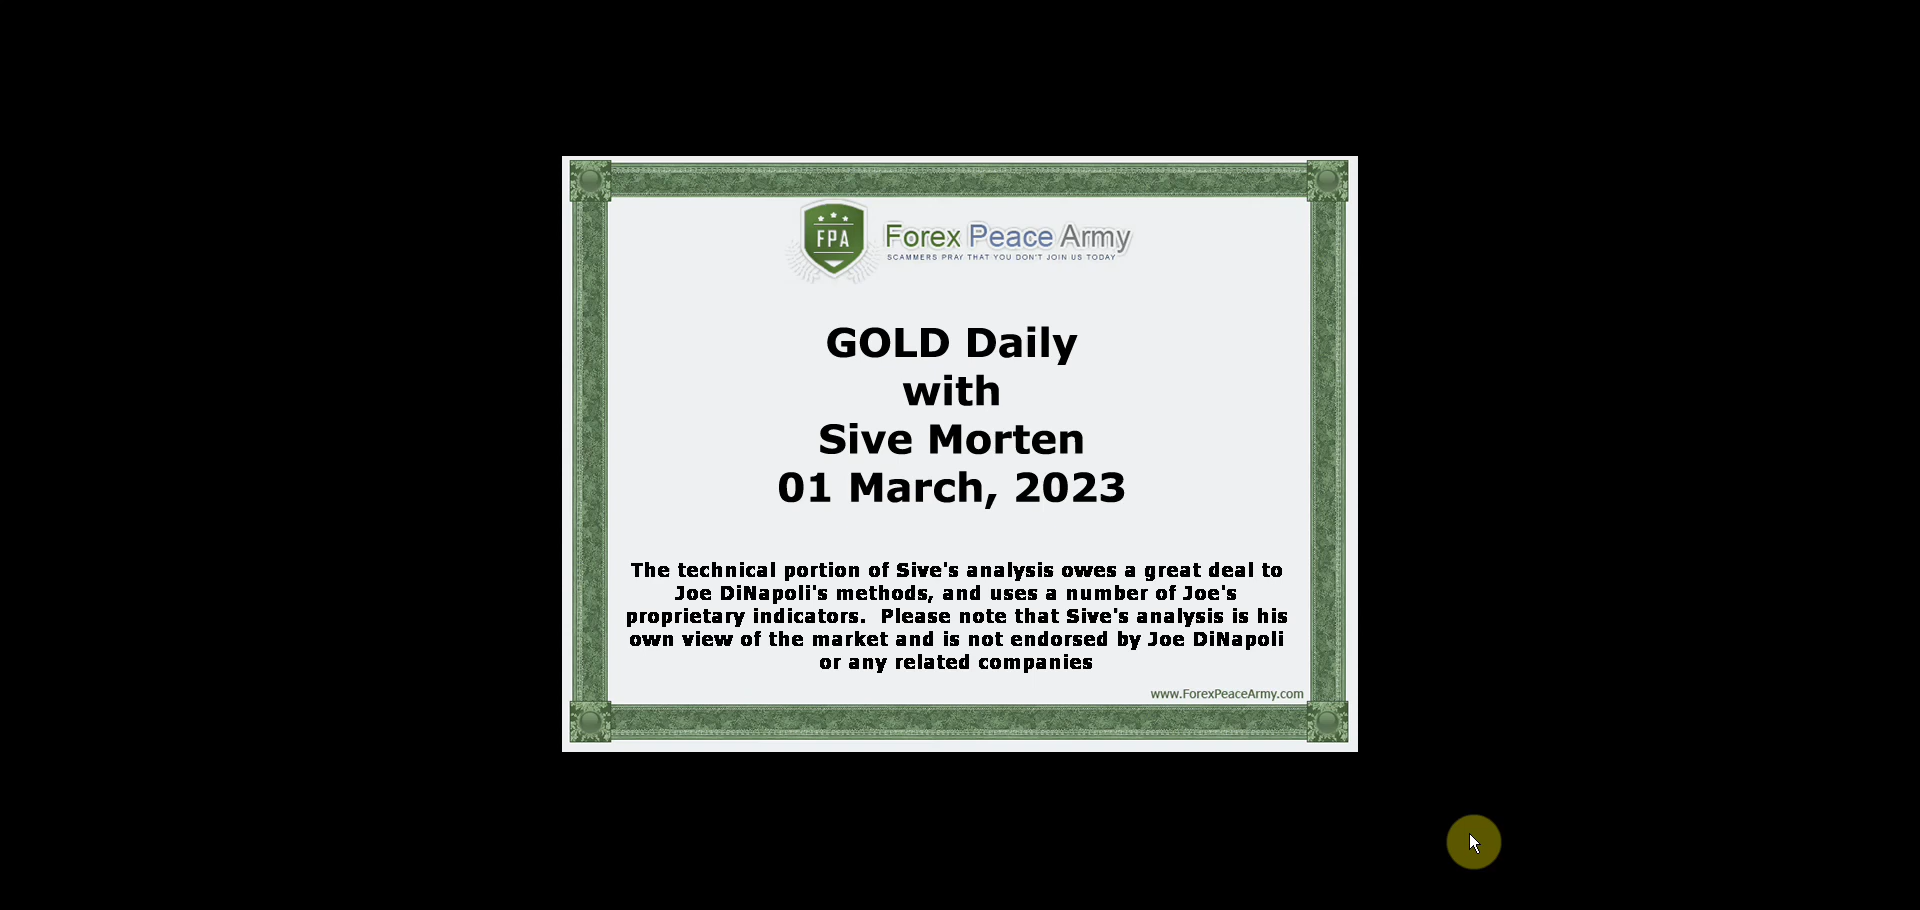 FPA
Forex Peace Army
SCAMMERS PRAY THAT YOU DON'T JOIN US TODAY
GOLD Daily
with
Sive Morten
01 March, 2023
The technical portion of Sive's analysis owes a great deal to
Joe DiNapoli's methods, and uses a number of Joe's
proprietary indicators.  Please note that Sive's analysis is his
own view of the market and is not endorsed by Joe DiNapoli
or any related companies
www.ForexPeaceArmy.com